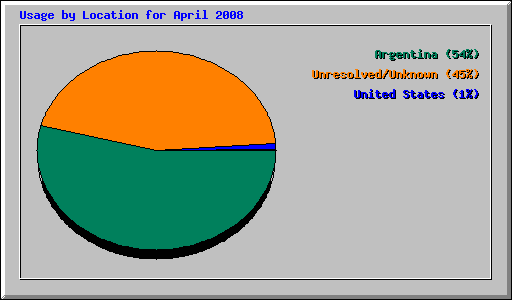 Usage by Location for April 2008
Argentina (54%)
Unresolved/Unknown (45%)
United States (1%)